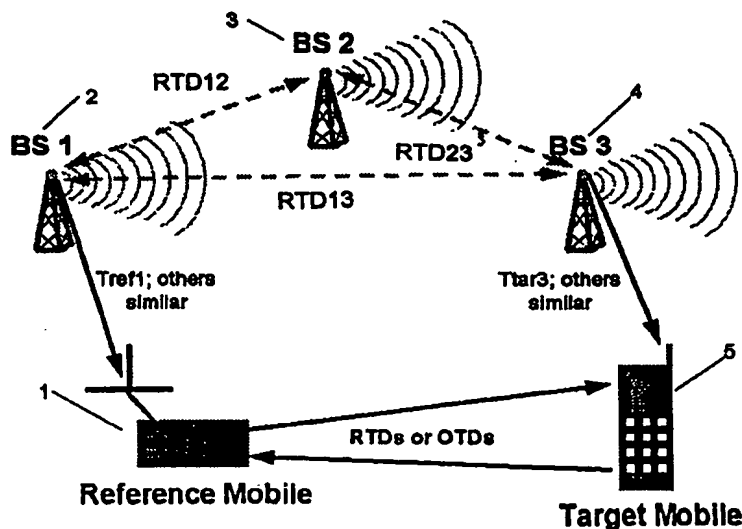 3
BS 2
RTD12
2
BS 1
4
BS 3
RTD23
RTD13
Tref1; others
similar
Ttar3; others
similar
1
5
RTDs or OTDs
Reference Mobile
Target Mobile